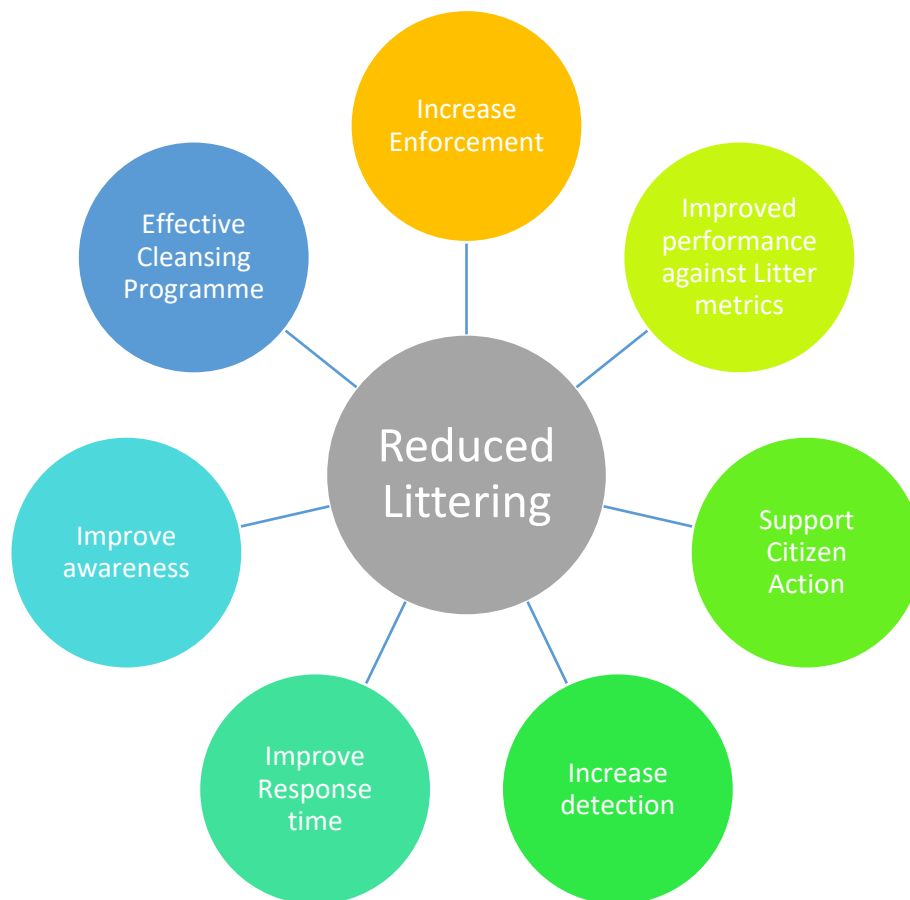 Increase
Enforcement
Improved
performance
against Litter
metrics
Support
Citizen
Action
Increase
detection
Improve
Response
time
Improve
awareness
Effective
Cleansing
Programme
Reduced
Littering